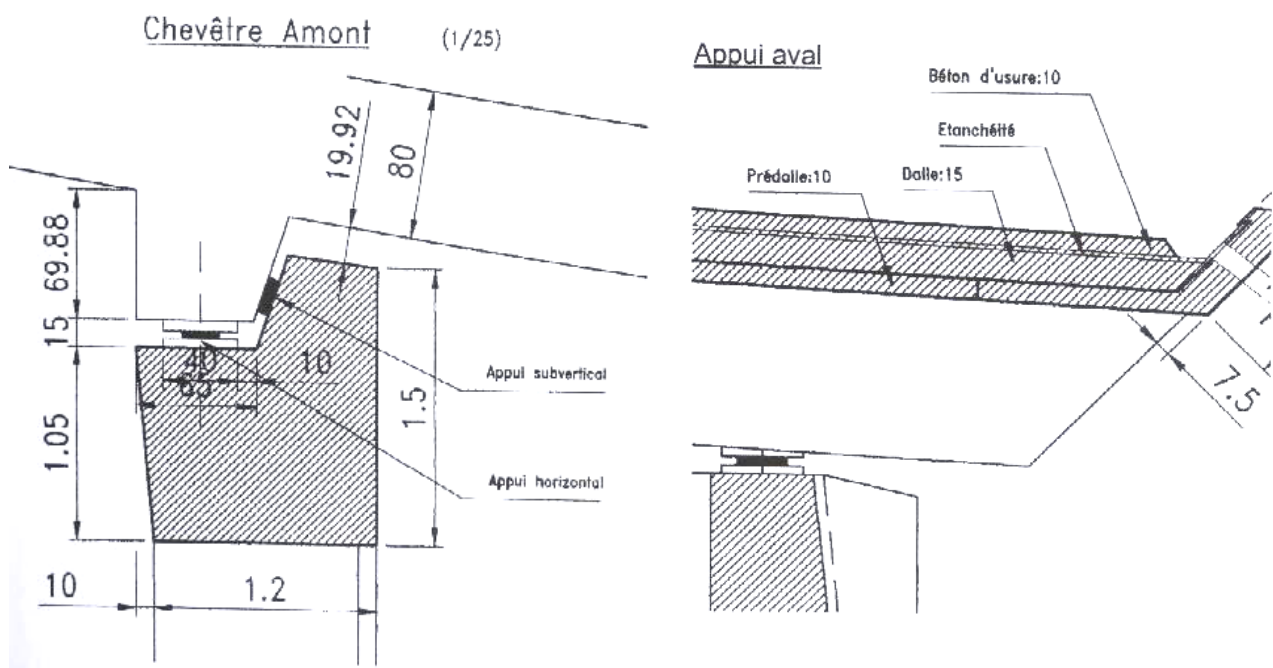 Chevêtre Amont
(1/25)
19.92
80
69.88
15
40
65
10
1.05
1.5
Appui subvertical
Appui horizontal
10
1.2
Appui aval
Béton d'usure:10
Etanchéité
Prédalle:10
Dalle:15
7.5